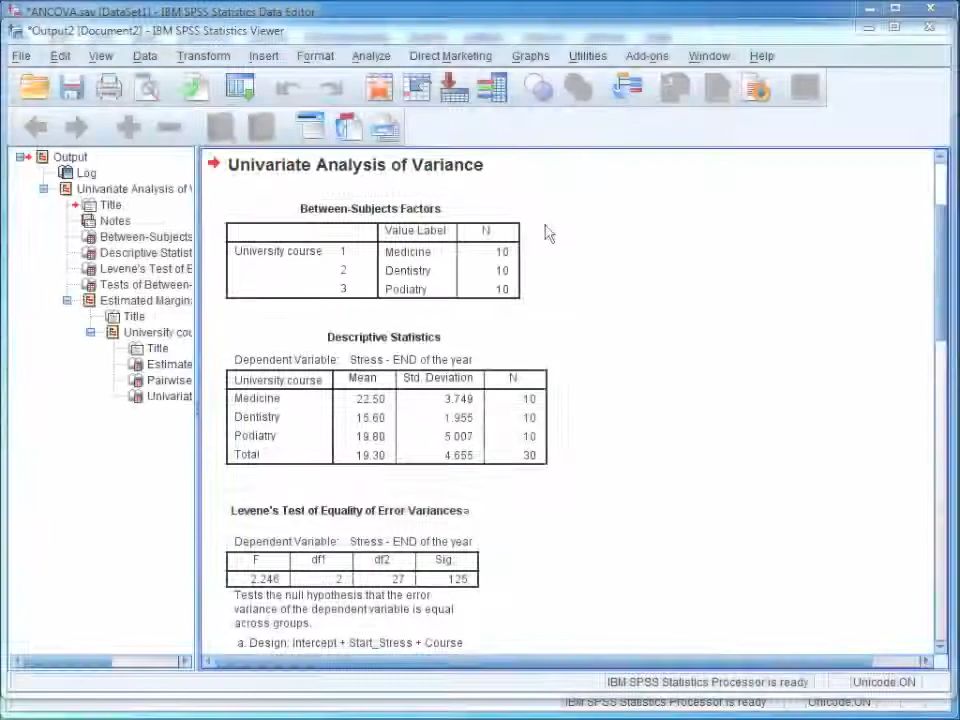 *ANCOVA.sav [DataSet1] - IBM SPSS Statistics Data Editor
*Output2 [Document2] - IBM SPSS Statistics Viewer
File Edit View Data Transform Insert Format Analyze Direct Marketing Graphs Utilities Add-ons Window Help
Output
Log
Univariate Analysis of V
Title
Notes
Between-Subjects
Descriptive Statist
Levene's Test of E
Tests of Between-
Estimated Margin
Title
University cou
Title
Estimate
Pairwise
Univariat
Univariate Analysis of Variance
Between-Subjects Factors
Value Label N
University course 1 Medicine 10
2 Dentistry 10
3 Podiatry 10
Descriptive Statistics
Dependent Variable: Stress - END of the year
University course Mean Std. Deviation N
Medicine 22.50 3.749 10
Dentistry 15.60 1.955 10
Podiatry 19.80 5.007 10
Total 19.30 4.655 30
Levene's Test of Equality of Error Variancesa
Dependent Variable: Stress - END of the year
F df1 df2 Sig.
2.246 2 27 .125
Tests the null hypothesis that the error
variance of the dependent variable is equal
across groups.
a. Design: Intercept + Start_Stress + Course
IBM SPSS Statistics Processor is ready Unicode:ON
IBM SPSS Statistics Processor is ready Unicode:ON